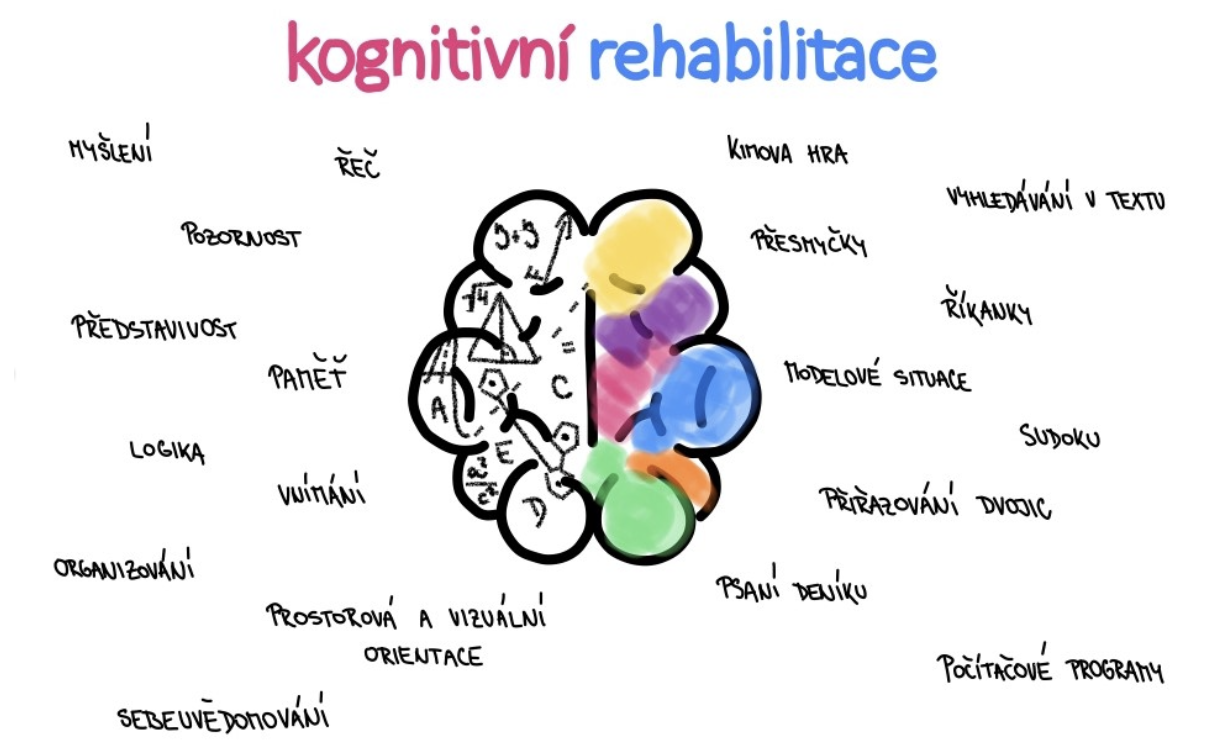 kognitivní rehabilitace
MYŠLENÍ
ŘEČ
POZORNOST
PŘEDSTAVIVOST
PAMĚŤ
LOGIKA
VNÍMÁNÍ
ORGANIZOVÁNÍ
PROSTOROVÁ A VIZUÁLNÍ
ORIENTACE
SEBEUVĚDOMOVÁNÍ
y+y
F
√4
=
C
A
E
D
KIMOVA HRA
VYHLEDÁVÁNÍ V TEXTU
PŘESMYČKY
ŘÍKANKY
MODELOVÉ SITUACE
SUDOKU
PŘIŘAZOVÁNÍ DVOJIC
PSANÍ DENÍKU
POČÍTAČOVÉ PROGRAMY